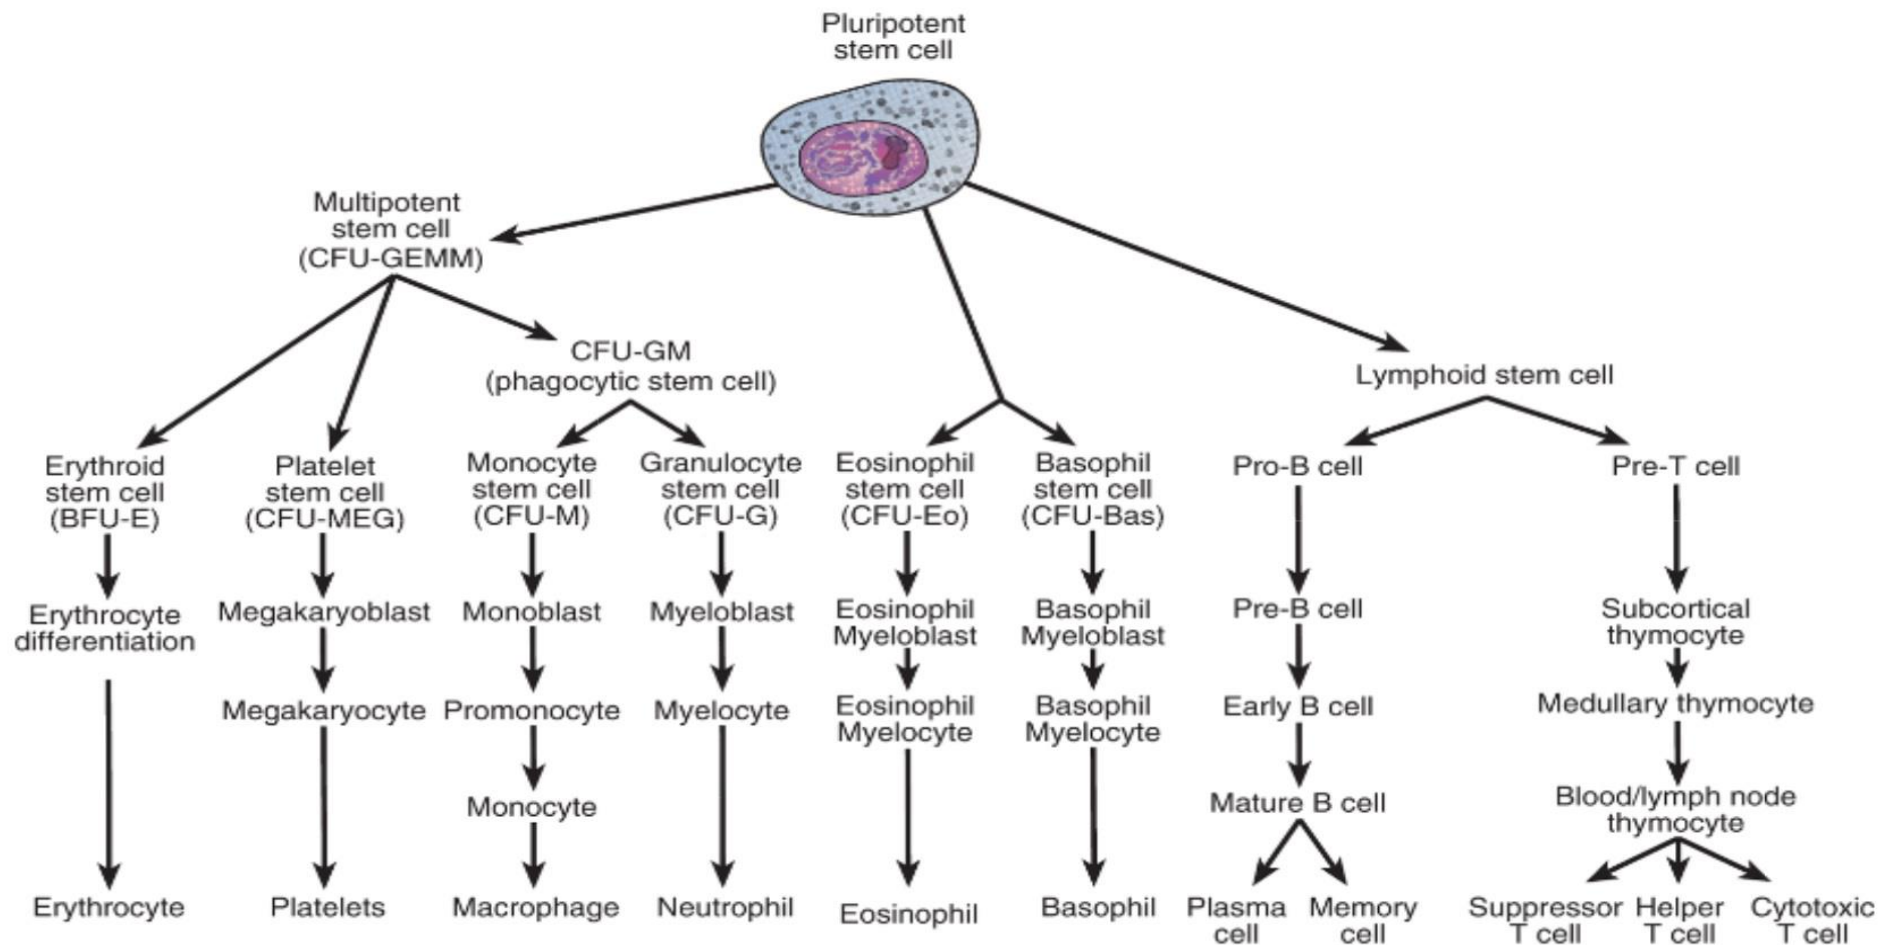 Pluripotent
stem cell
Multipotent
stem cell
(CFU-GEMM)
CFU-GM
(phagocytic stem cell)
Lymphoid stem cell
Erythroid
stem cell
(BFU-E)
Platelet
stem cell
(CFU-MEG)
Monocyte
stem cell
(CFU-M)
Granulocyte
stem cell
(CFU-G)
Eosinophil
stem cell
(CFU-Eo)
Basophil
stem cell
(CFU-Bas)
Pro-B cell
Pre-T cell
Erythrocyte
differentiation
Megakaryoblast
Monoblast
Myeloblast
Eosinophil
Myeloblast
Basophil
Myeloblast
Pre-B cell
Subcortical
thymocyte
Megakaryocyte
Promonocyte
Myelocyte
Eosinophil
Myelocyte
Basophil
Myelocyte
Early B cell
Medullary thymocyte
Monocyte
Mature B cell
Blood/lymph node
thymocyte
Erythrocyte
Platelets
Macrophage
Neutrophil
Eosinophil
Basophil
Plasma
cell
Memory
cell
Suppressor
T cell
Helper
T cell
Cytotoxic
T cell